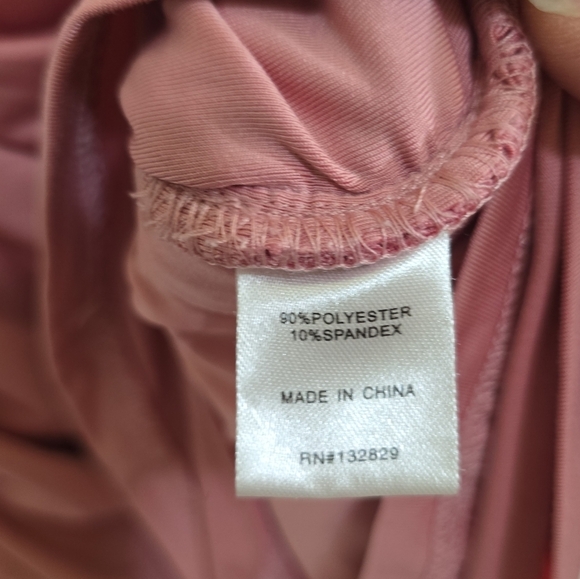 90%POLYESTER
10%SPANDEX
MADE IN CHINA
RN#132829